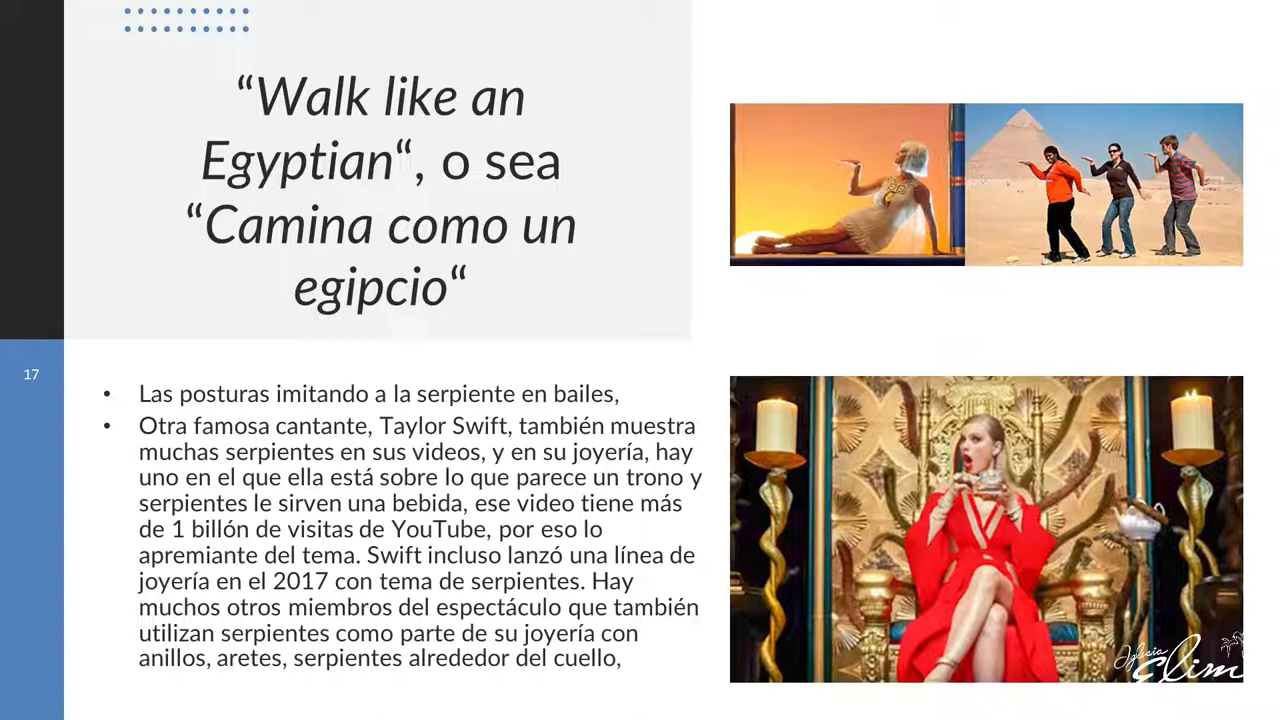 “Walk like an
Egyptian“, o sea
“Camina como un
egipcio“
17
• Las posturas imitando a la serpiente en bailes,
• Otra famosa cantante, Taylor Swift, también muestra
muchas serpientes en sus videos, y en su joyería, hay
uno en el que ella está sobre lo que parece un trono y
serpientes le sirven una bebida, ese video tiene más
de 1 billón de visitas de YouTube, por eso lo
apremiante del tema. Swift incluso lanzó una línea de
joyería en el 2017 con tema de serpientes. Hay
muchos otros miembros del espectáculo que también
utilizan serpientes como parte de su joyería con
anillos, aretes, serpientes alrededor del cuello,
Iglesia
Elim